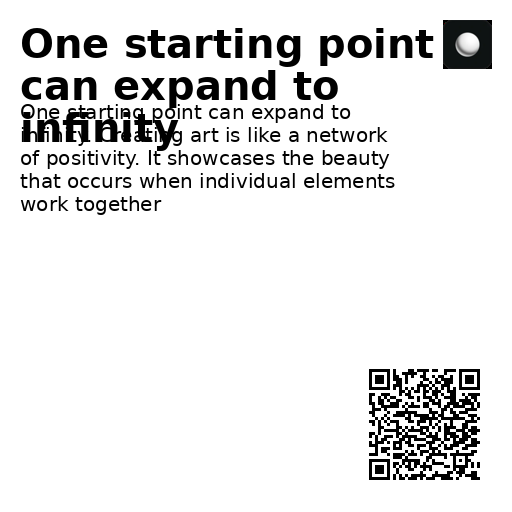 One starting point
can expand to
infinity
One starting point can expand to
infinity. Creating art is like a network
of positivity. It showcases the beauty
that occurs when individual elements
work together